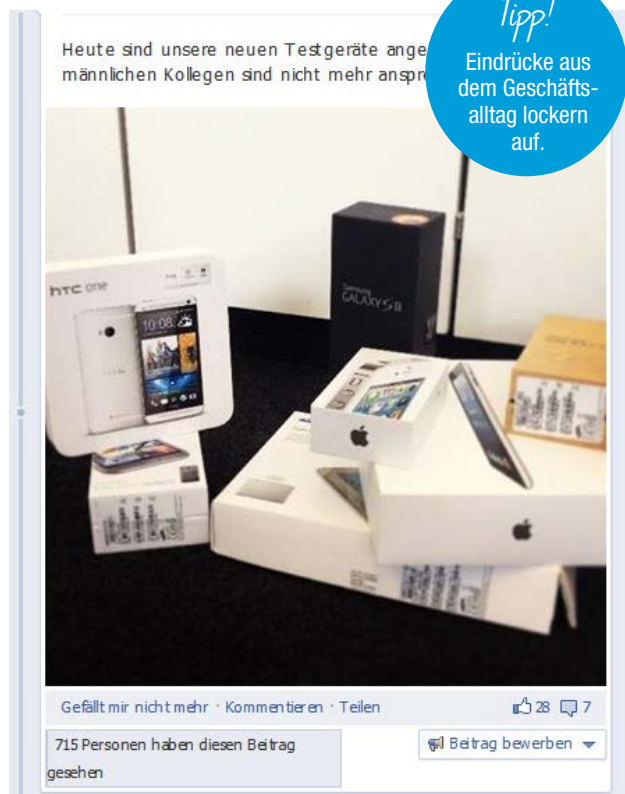 Tipp!
Eindrücke aus
dem Geschäfts-
alltag lockern
auf.
Heute sind unsere neuen Testgeräte ange
männlichen Kollegen sind nicht mehr anspre
hTC one
10:08
Samsung
GALAXY S II
Gefällt mir nicht mehr · Kommentieren · Teilen
28 7
715 Personen haben diesen Beitrag
gesehen
Beitrag bewerben